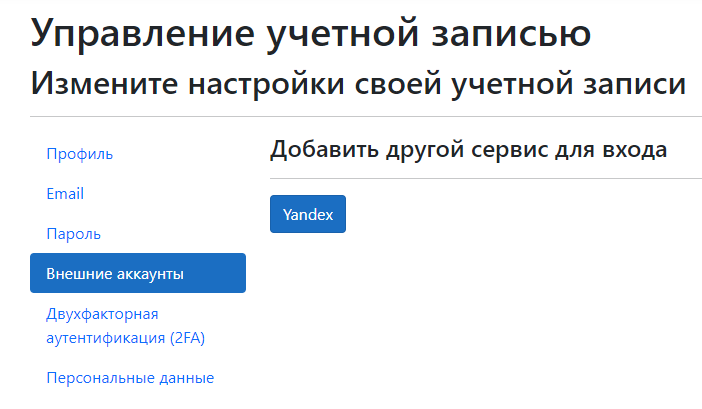 Управление учетной записью
Измените настройки своей учетной записи
Профиль
Email
Пароль
Внешние аккаунты
Двухфакторная
аутентификация (2FA)
Персональные данные
Добавить другой сервис для входа
Yandex